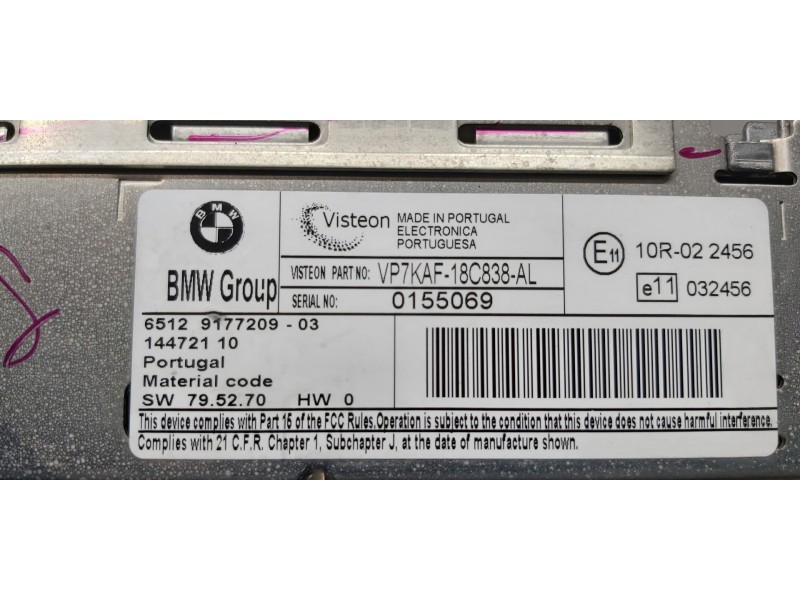 BMW
BMW Group
Visteon
MADE IN PORTUGAL
ELECTRONICA
PORTUGUESA
VISTEON PART NO: VP7KAF-18C838-AL
SERIAL NO: 0155069
E11 10R-02 2456
e11 032456
6512 9177209-03
144721 10
Portugal
Material code
SW 79.52.70 HW 0
This device complies with Part 15 of the FCC Rules.Operation is subject to the condition that this device does not cause harmful interference.
Complies with 21 C.F.R. Chapter 1, Subchapter J, at the date of manufacture shown.